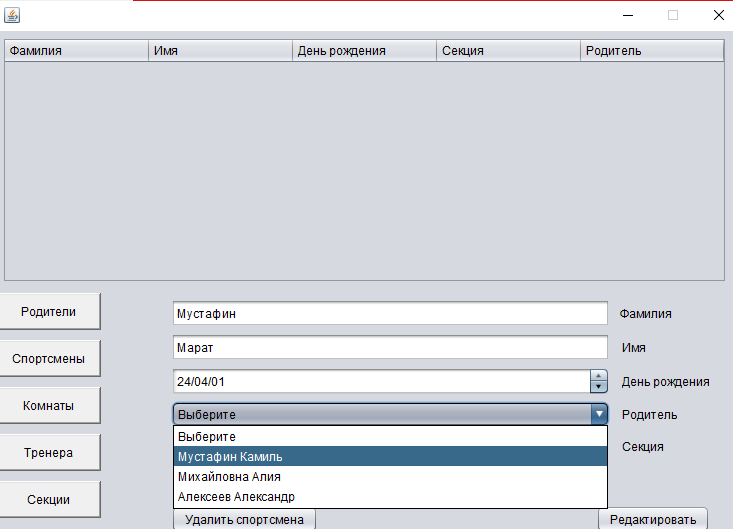 Фамилия Имя День рождения Секция Родитель
Родители
Мустафин Фамилия
Спортсмены
Марат Имя
24/04/01 День рождения
Комнаты
Выберите Родитель
Выберите
Тренера
Мустафин Камиль Секция
Михайловна Алия
Секции
Алексеев Александр
Удалить спортсмена Редактировать